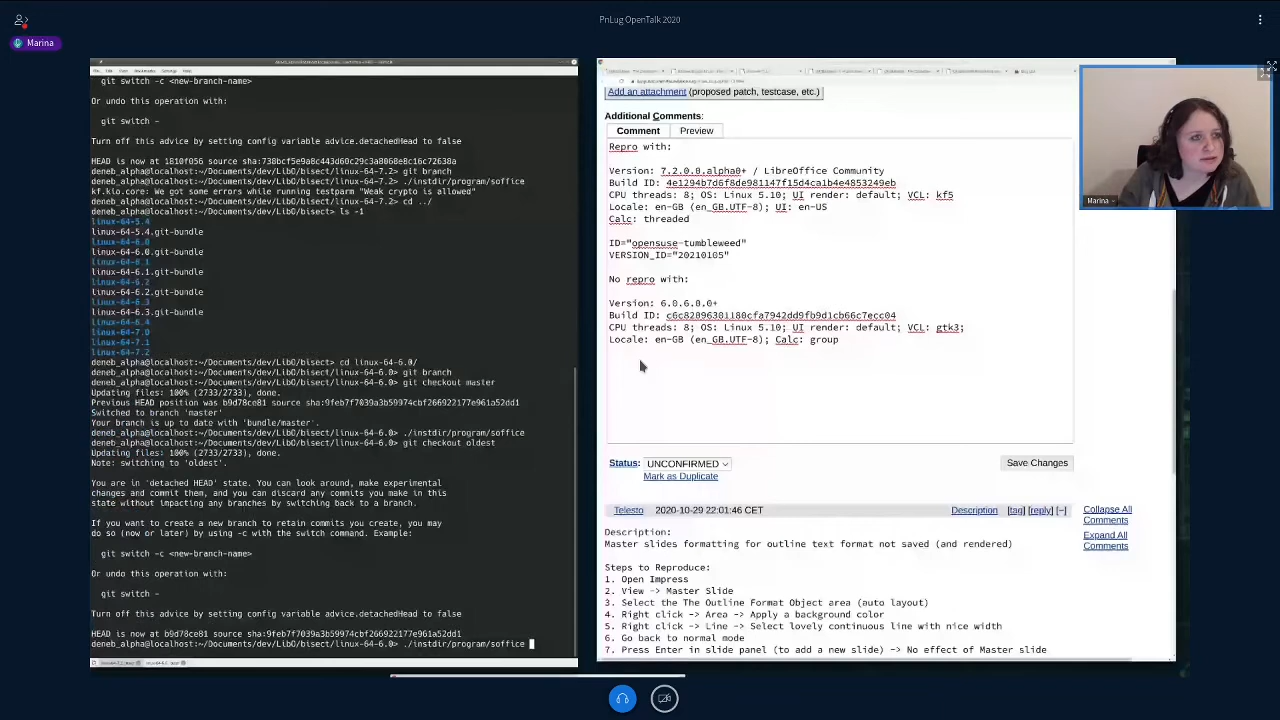 PnLug OpenTalk 2020
Marina
git switch -c <new-branch-name>
Or undo this operation with:
git switch -
Turn off this advice by setting config variable advice.detachedHead to false
HEAD is now at 1810f056 source sha:738bcf5e9a8c443d60c29c3a8068e8c16c72638a
deneb_alpha@localhost:~/Documents/dev/LibO/bisect/linux-64-7.2> git branch
deneb_alpha@localhost:~/Documents/dev/LibO/bisect/linux-64-7.2> ./instdir/program/soffice
kf.kio.core: We got some errors while running testparm "Weak crypto is allowed"
deneb_alpha@localhost:~/Documents/dev/LibO/bisect/linux-64-7.2> cd ../
deneb_alpha@localhost:~/Documents/dev/LibO/bisect> ls -1
linux-64-5.4
linux-64-5.4.git-bundle
linux-64-6.0
linux-64-6.0.git-bundle
linux-64-6.1
linux-64-6.1.git-bundle
linux-64-6.2
linux-64-6.2.git-bundle
linux-64-6.3
linux-64-6.3.git-bundle
linux-64-6.4
linux-64-7.0
linux-64-7.1
linux-64-7.2
deneb_alpha@localhost:~/Documents/dev/LibO/bisect> cd linux-64-6.0/
deneb_alpha@localhost:~/Documents/dev/LibO/bisect/linux-64-6.0> git branch
deneb_alpha@localhost:~/Documents/dev/LibO/bisect/linux-64-6.0> git checkout master
Updating files: 100% (2733/2733), done.
Previous HEAD position was b9d78ce81 source sha:9feb7f7039a3b59974cbf266922177e961a52dd1
Switched to branch 'master'
Your branch is up to date with 'bundle/master'.
deneb_alpha@localhost:~/Documents/dev/LibO/bisect/linux-64-6.0> ./instdir/program/soffice
deneb_alpha@localhost:~/Documents/dev/LibO/bisect/linux-64-6.0> git checkout oldest
Updating files: 100% (2733/2733), done.
Note: switching to 'oldest'.
You are in 'detached HEAD' state. You can look around, make experimental
changes and commit them, and you can discard any commits you make in this
state without impacting any branches by switching back to a branch.
If you want to create a new branch to retain commits you create, you may
do so (now or later) by using -c with the switch command. Example:
git switch -c <new-branch-name>
Or undo this operation with:
git switch -
Turn off this advice by setting config variable advice.detachedHead to false
HEAD is now at b9d78ce81 source sha:9feb7f7039a3b59974cbf266922177e961a52dd1
deneb_alpha@localhost:~/Documents/dev/LibO/bisect/linux-64-6.0> ./instdir/program/soffice
Add an attachment (proposed patch, testcase, etc.)
Additional Comments:
Comment Preview
Repro with:
Version: 7.2.0.0.alpha0+ / LibreOffice Community
Build ID: 4e1294b7d6f8de981147f15d4ca1b4e4853249eb
CPU threads: 8; OS: Linux 5.10; UI render: default; VCL: kf5
Locale: en-GB (en_GB.UTF-8); UI: en-US
Calc: threaded
ID="opensuse-tumbleweed"
VERSION_ID="20210105"
No repro with:
Version: 6.0.6.0.0+
Build ID: c6c82096301180cfa7942dd9fb9d1cb66c7ecc04
CPU threads: 8; OS: Linux 5.10; UI render: default; VCL: gtk3;
Locale: en-GB (en_GB.UTF-8); Calc: group
Status: UNCONFIRMED
Save Changes
Mark as Duplicate
Telesto 2020-10-29 22:01:46 CET Description [tag] [reply] [−]
Collapse All Comments
Expand All Comments
Description:
Master slides formatting for outline text format not saved (and rendered)
Steps to Reproduce:
1. Open Impress
2. View -> Master Slide
3. Select the The Outline Format Object area (auto layout)
4. Right click -> Area -> Apply a background color
5. Right click -> Line -> Select lovely continuous line with nice width
6. Go back to normal mode
7. Press Enter in slide panel (to add a new slide) -> No effect of Master slide
Marina